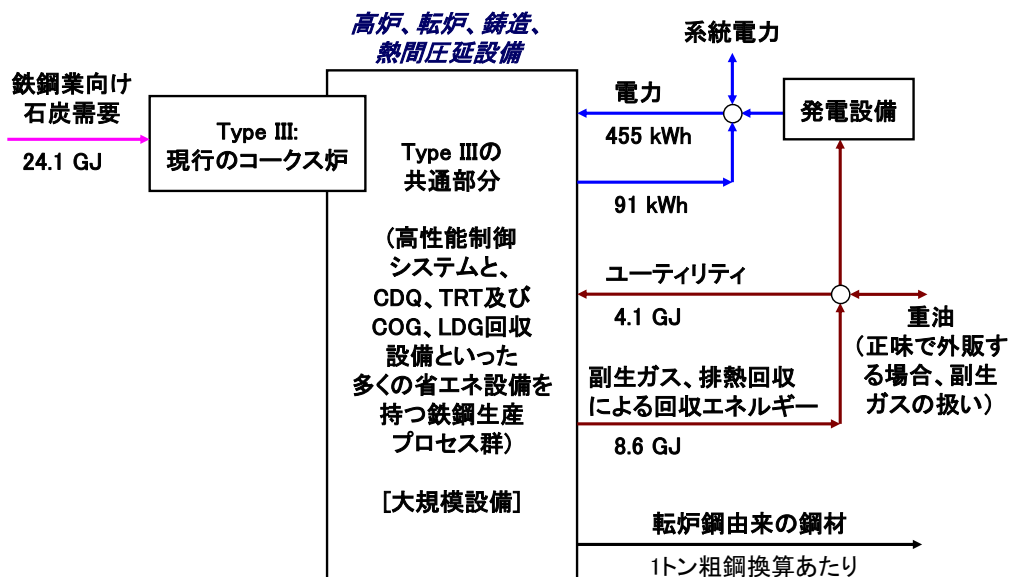 高炉、転炉、鋳造、
熱間圧延設備
鉄鋼業向け
石炭需要
24.1 GJ
Type III:
現行のコークス炉
Type IIIの
共通部分
(高性能制御
システムと、
CDQ、TRT及び
COG、LDG回収
設備といった
多くの省エネ設備を
持つ鉄鋼生産
プロセス群)
[大規模設備]
系統電力
電力
455 kWh
発電設備
91 kWh
ユーティリティ
4.1 GJ
重油
(正味で外販す
る場合、副生
ガスの扱い)
副生ガス、排熱回収
による回収エネルギー
8.6 GJ
転炉鋼由来の鋼材
1トン粗鋼換算あたり